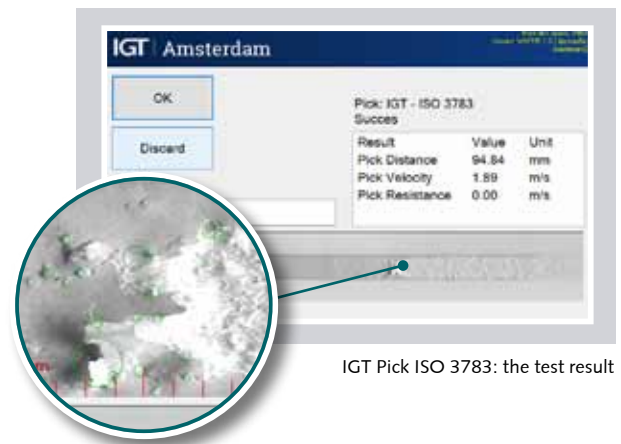 IGT Amsterdam
OK
Discard
Pick: IGT - ISO 3783
Succes
Result Value Unit
Pick Distance 94.84 mm
Pick Velocity 1.89 m/s
Pick Resistance 0.00 m/s
IGT Pick ISO 3783: the test result